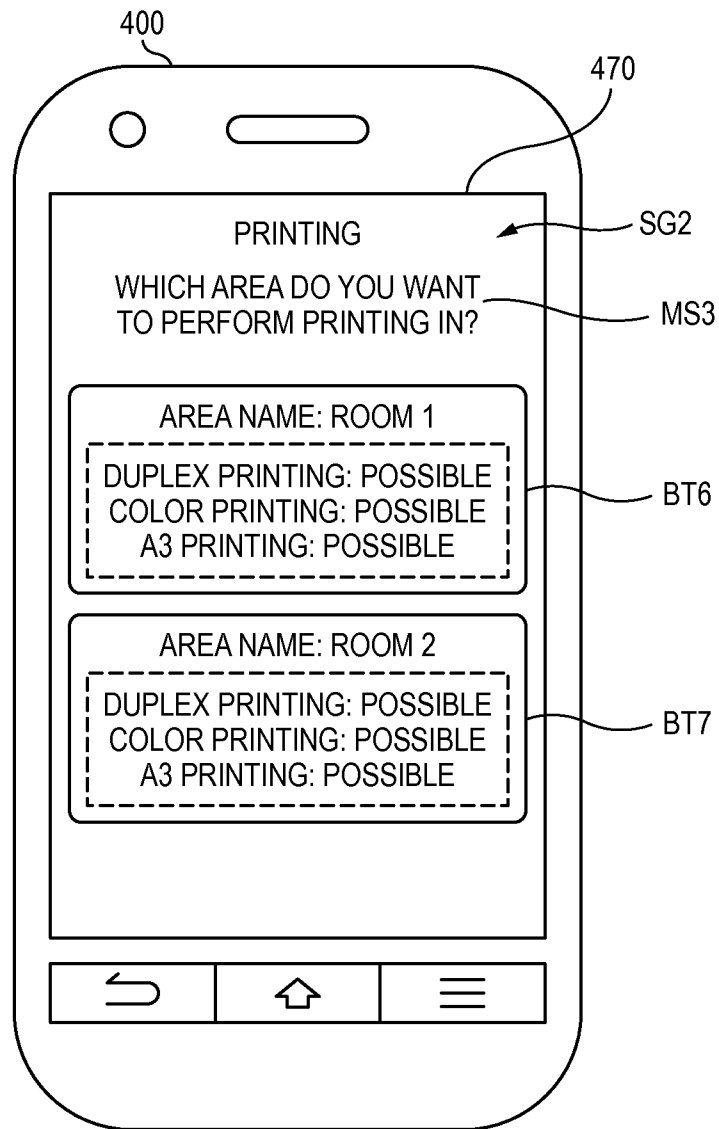 400
470
PRINTING
SG2
WHICH AREA DO YOU WANT
TO PERFORM PRINTING IN?
MS3
AREA NAME: ROOM 1
DUPLEX PRINTING: POSSIBLE
COLOR PRINTING: POSSIBLE
A3 PRINTING: POSSIBLE
BT6
AREA NAME: ROOM 2
DUPLEX PRINTING: POSSIBLE
COLOR PRINTING: POSSIBLE
A3 PRINTING: POSSIBLE
BT7